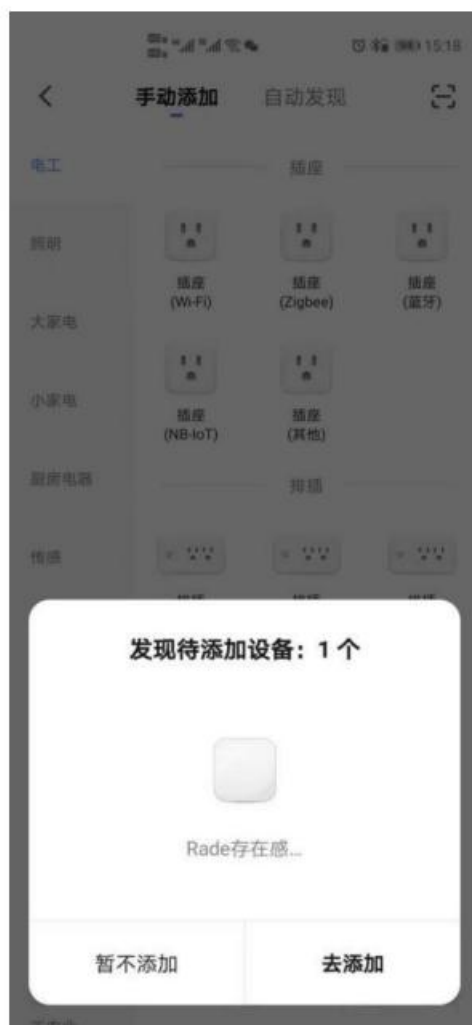 15:18
手动添加
自动发现
电工
插座
照明
插座
(Wi-Fi)
插座
(Zigbee)
插座
(蓝牙)
大家电
小家电
插座
(NB-IoT)
插座
(其他)
厨房电器
排插
传感
发现待添加设备：1 个
Rade存在感...
暂不添加
去添加